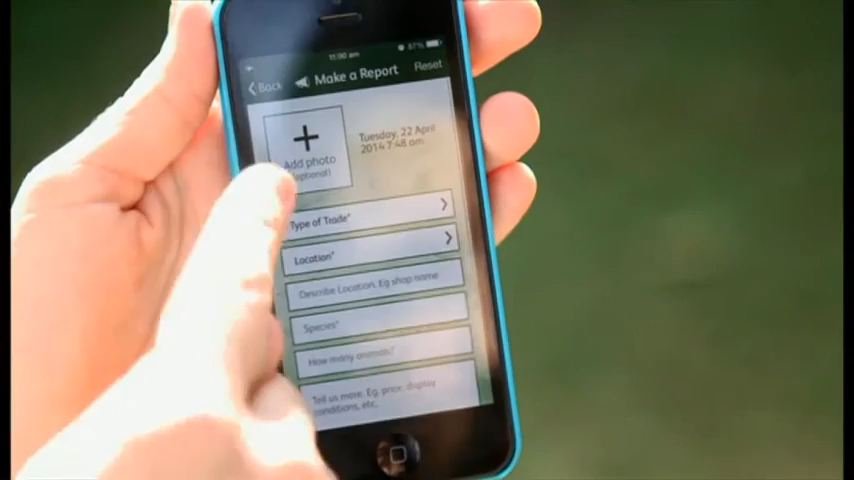 11:00 am
87%
Back
Make a Report
Reset
Add photo
(optional)
Tuesday, 22 April
2014 7:48 am
Type of Trade*
Location*
Describe Location. Eg shop name
Species*
How many animals?
Tell us more. Eg. price, display
conditions, etc.